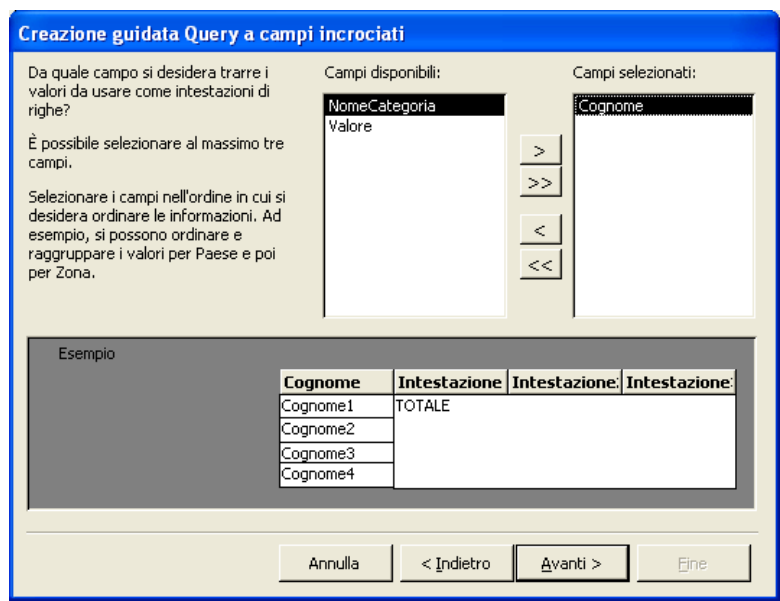 Creazione guidata Query a campi incrociati
Da quale campo si desidera trarre i
valori da usare come intestazioni di
righe?
È possibile selezionare al massimo tre
campi.
Selezionare i campi nell'ordine in cui si
desidera ordinare le informazioni. Ad
esempio, si possono ordinare e
raggruppare i valori per Paese e poi
per Zona.
Campi disponibili:
NomeCategoria
Valore
>
>>
<
<<
Campi selezionati:
Cognome
Esempio
Cognome Intestazione Intestazione: Intestazione:
Cognome1 TOTALE
Cognome2
Cognome3
Cognome4
Annulla
< Indietro
Avanti >
Fine